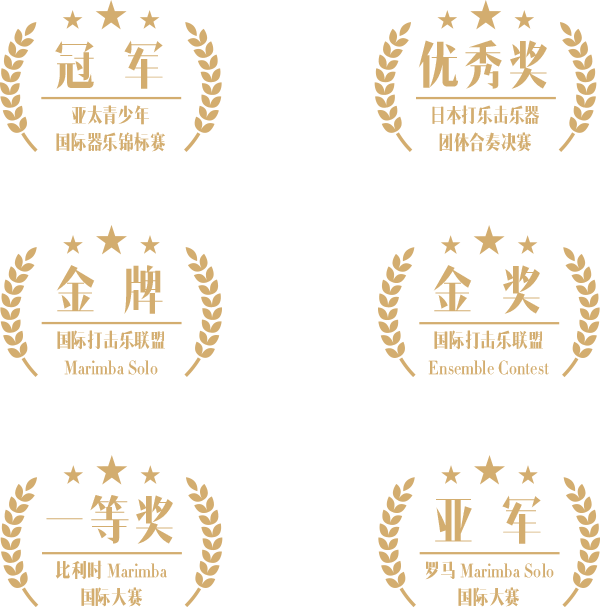 冠 军
亚太青少年
国际器乐锦标赛
优秀奖
日本打乐击乐器
团休合奏决赛
金 牌
国际打击乐联盟
Marimba Solo
金 奖
国际打击乐联盟
Ensemble Contest
一等奖
比利时 Marimba
国际大赛
亚 军
罗马 Marimba Solo
国际大赛